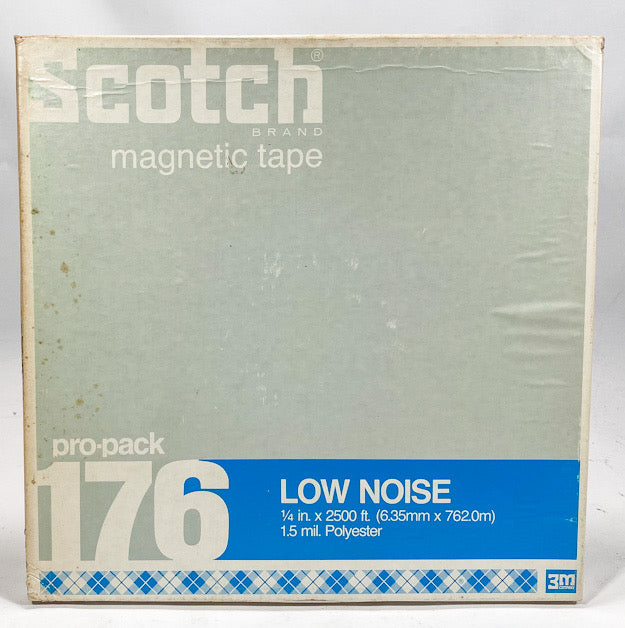 Scotch®
BRAND
magnetic tape
pro-pack
176
LOW NOISE
¼ in. x 2500 ft. (6.35mm x 762.0m)
1.5 mil. Polyester
3m